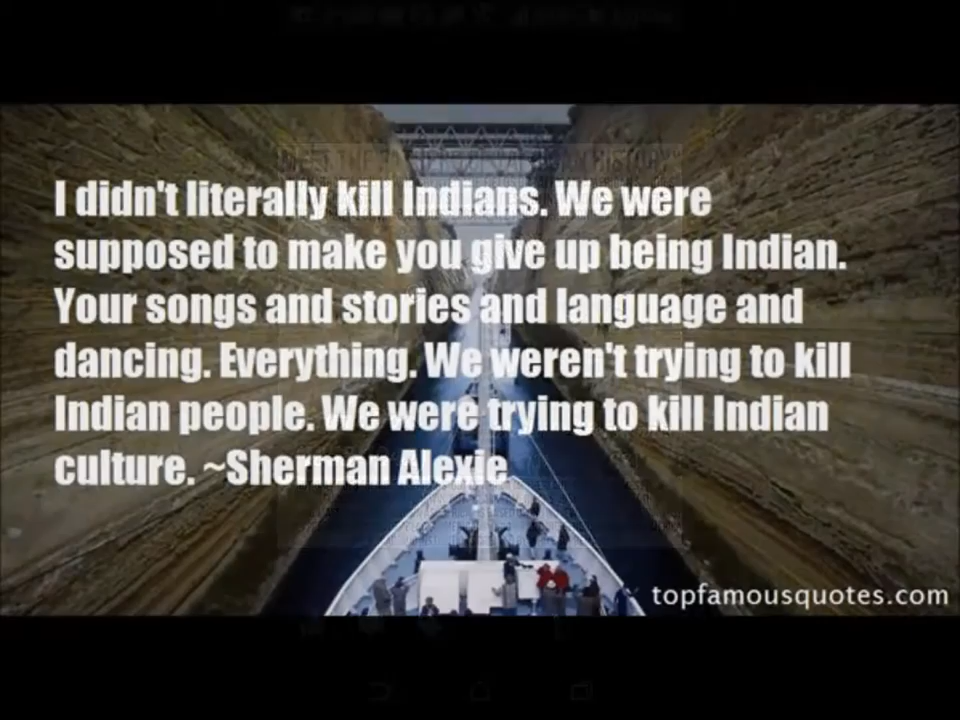 I didn't literally kill Indians. We were
supposed to make you give up being Indian.
Your songs and stories and language and
dancing. Everything. We weren't trying to kill
Indian people. We were trying to kill Indian
culture. ~Sherman Alexie
topfamousquotes.com